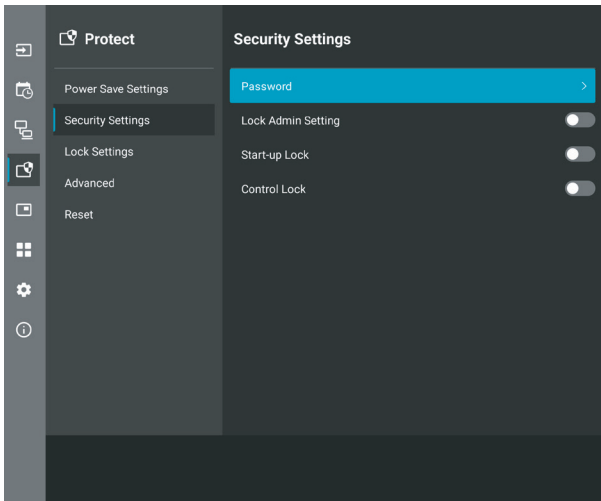 Protect
Power Save Settings
Security Settings
Lock Settings
Advanced
Reset
Security Settings
Password
Lock Admin Setting
Start-up Lock
Control Lock